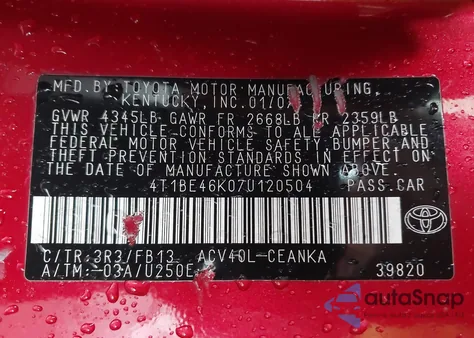 MFD. BY: TOYOTA MOTOR MANUFACTURING,
KENTUCKY, INC. 01/07
GVWR 4345LB GAWR FR 2668LB RR 2359LB
THIS VEHICLE CONFORMS TO ALL APPLICABLE
FEDERAL MOTOR VEHICLE SAFETY, BUMPER AND
THEFT PREVENTION STANDARDS IN EFFECT ON
THE DATE OF MANUFACTURE SHOWN ABOVE.
4T1BE46K07U120504 PASS.CAR
C/TR:3R3/FB13 ACV40L-CEANKA
A/TM:-03A/U250E 39820
autoSnap